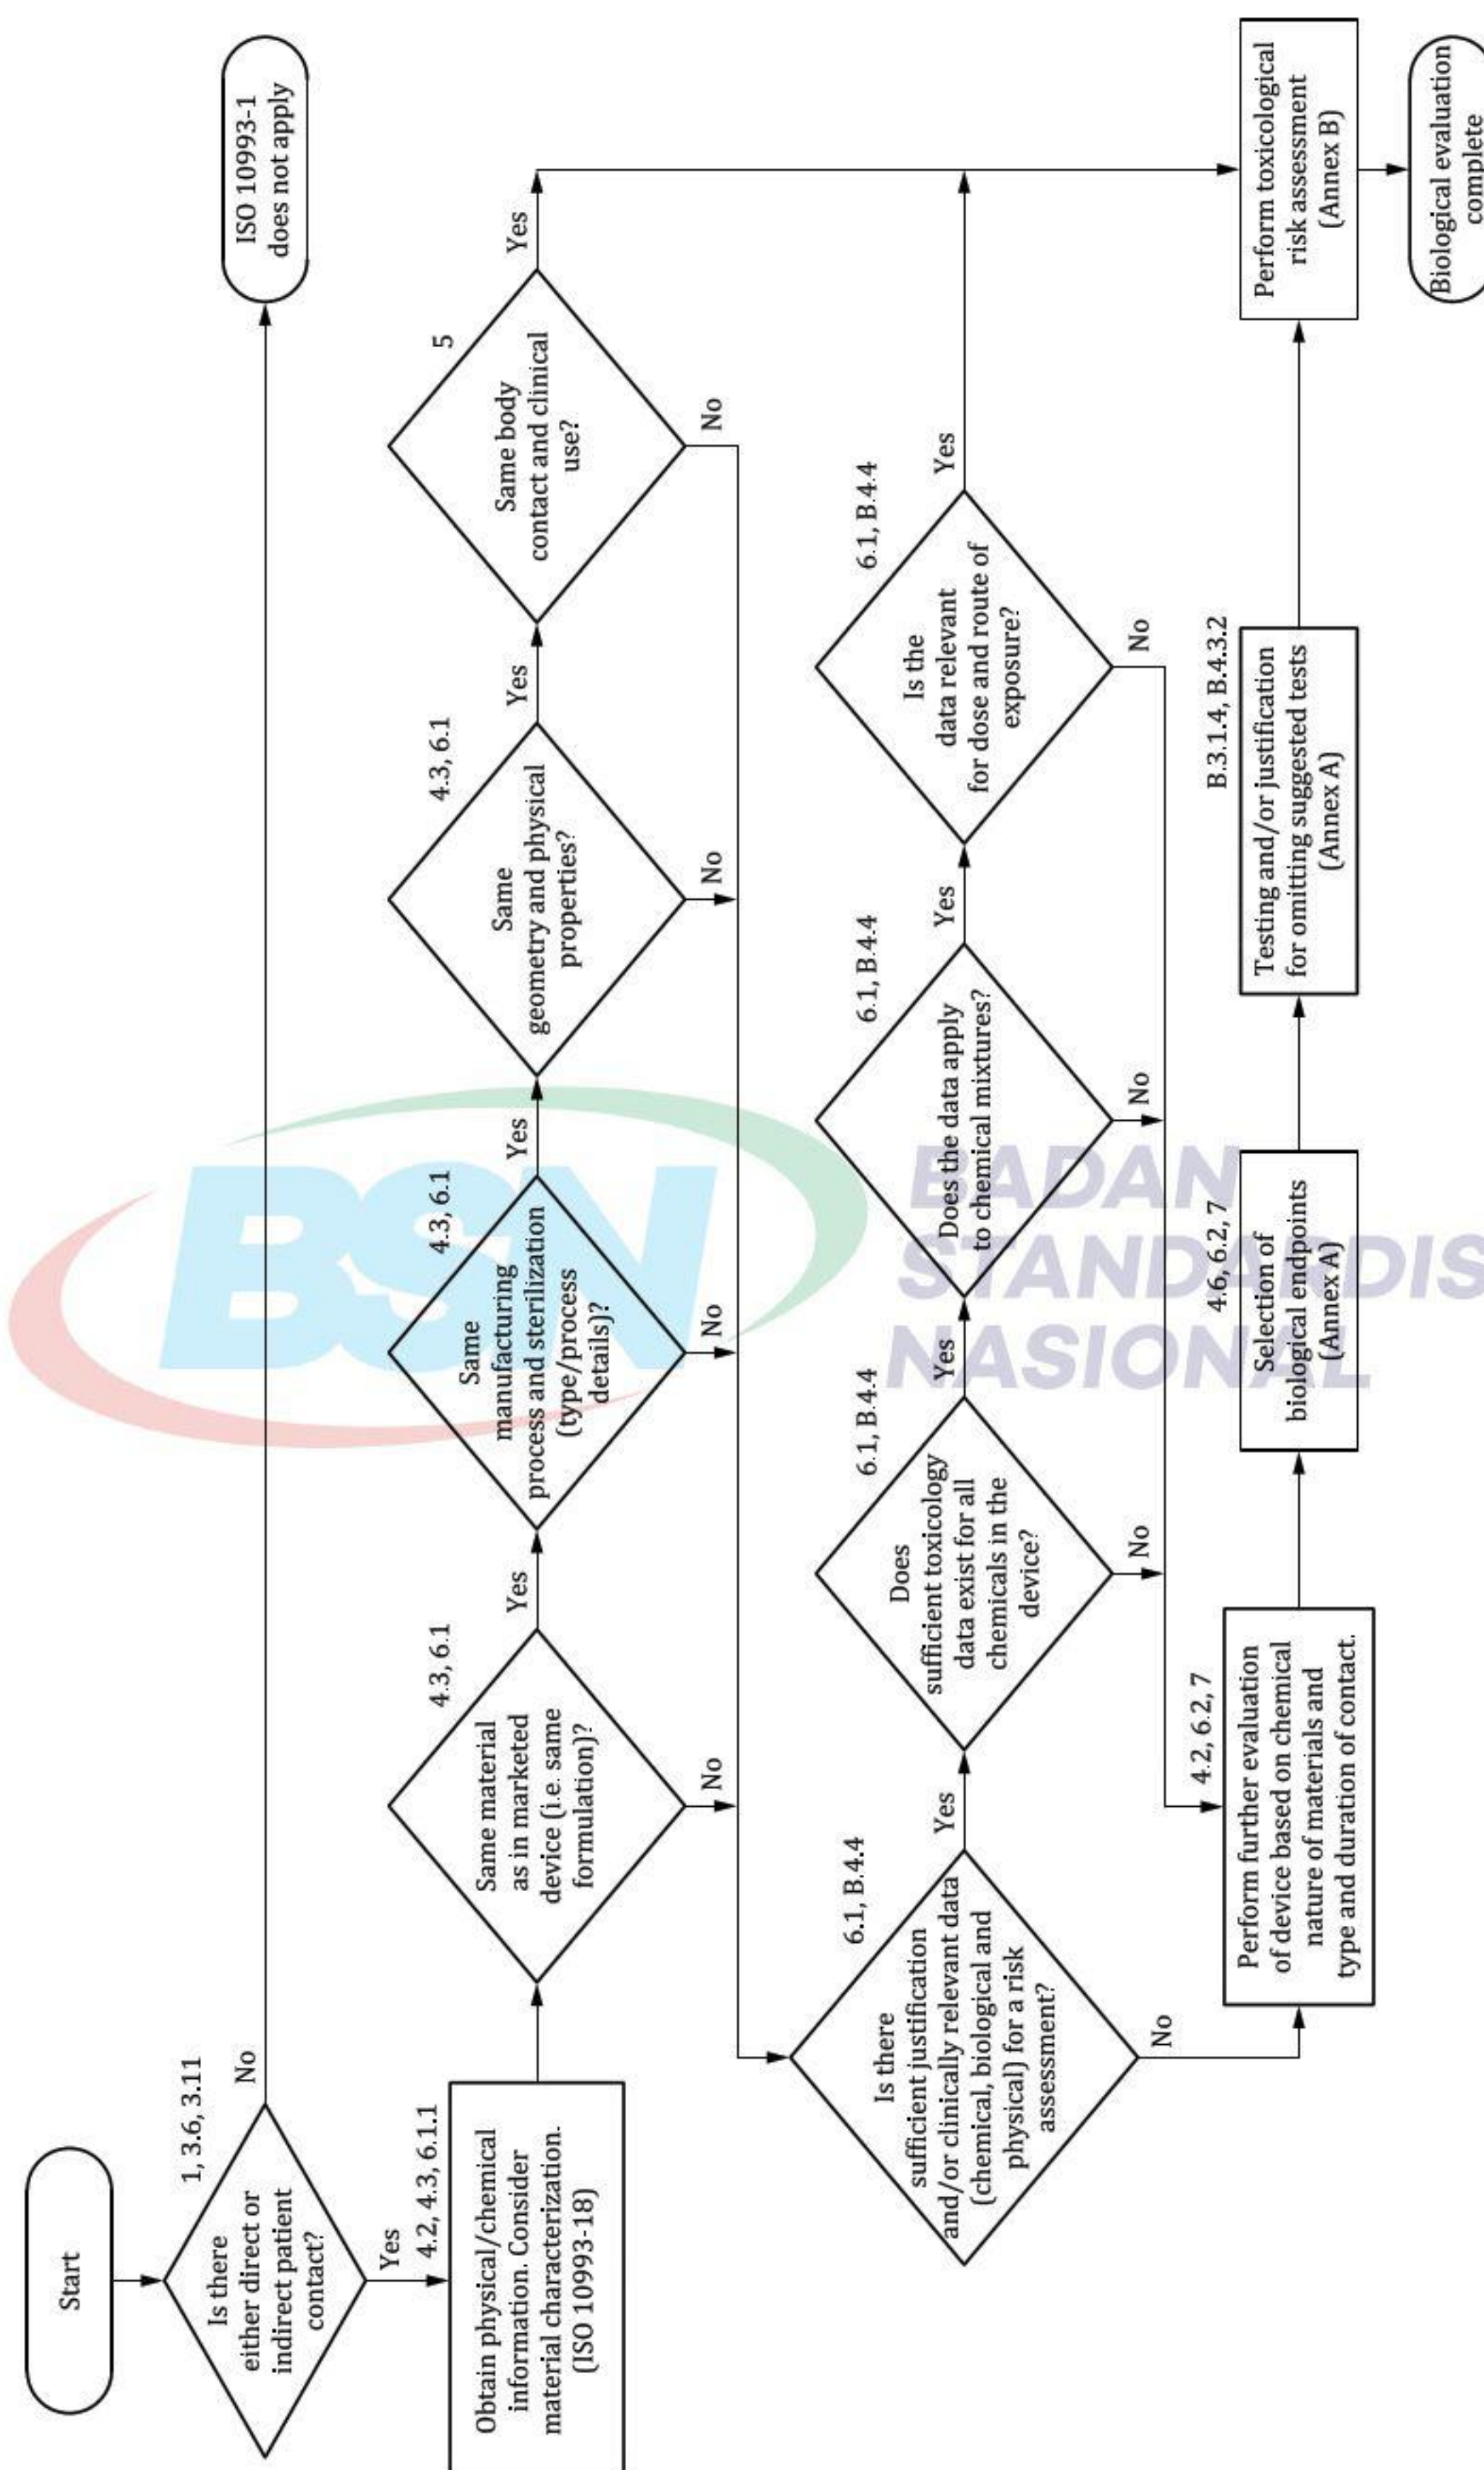 Start
1, 3.6, 3.11
Is there
either direct or
indirect patient
contact?
No
ISO 10993-1
does not apply
Yes
4.2, 4.3, 6.1.1
Obtain physical/chemical
information. Consider
material characterization.
(ISO 10993-18)
4.3, 6.1
Same material
as in marketed
device (i.e. same
formulation)?
Yes
No
4.3, 6.1
Same
manufacturing
process and sterilization
(type/process
details)?
Yes
No
4.3, 6.1
Same
geometry and physical
properties?
Yes
No
5
Same body
contact and clinical
use?
Yes
No
6.1, B.4.4
Is there
sufficient justification
and/or clinically relevant data
(chemical, biological and
physical) for a risk
assessment?
Yes
No
6.1, B.4.4
Does
sufficient toxicology
data exist for all
chemicals in the
device?
Yes
No
6.1, B.4.4
Does the data apply
to chemical mixtures?
Yes
No
6.1, B.4.4
Is the
data relevant
for dose and route of
exposure?
Yes
No
4.2, 6.2, 7
Perform further evaluation
of device based on chemical
nature of materials and
type and duration of contact.
4.6, 6.2, 7
Selection of
biological endpoints
(Annex A)
B.3.1.4, B.4.3.2
Testing and/or justification
for omitting suggested tests
(Annex A)
Perform toxicological
risk assessment
(Annex B)
Biological evaluation
complete
BSN
BADAN
STANDARDIS
NASIONAL